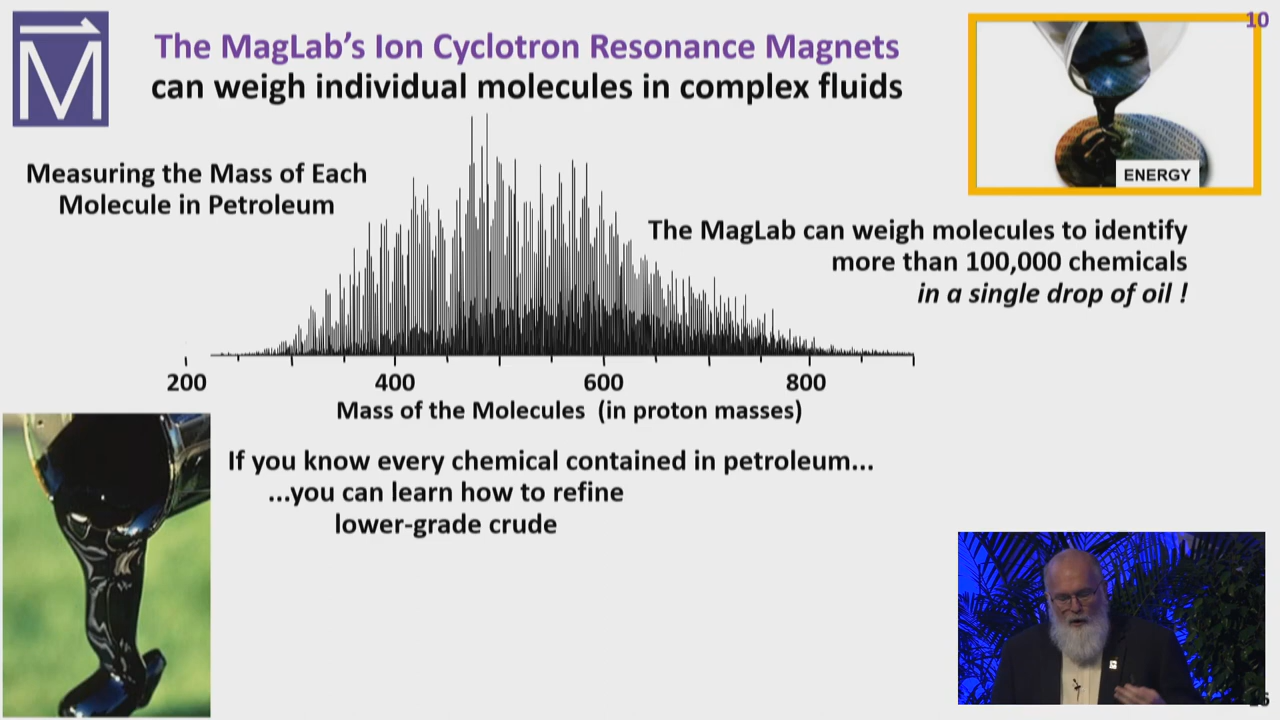 10
M
The MagLab's Ion Cyclotron Resonance Magnets
can weigh individual molecules in complex fluids
ENERGY
Measuring the Mass of Each
Molecule in Petroleum
The MagLab can weigh molecules to identify
more than 100,000 chemicals
in a single drop of oil !
200 400 600 800
Mass of the Molecules (in proton masses)
If you know every chemical contained in petroleum...
...you can learn how to refine
lower-grade crude